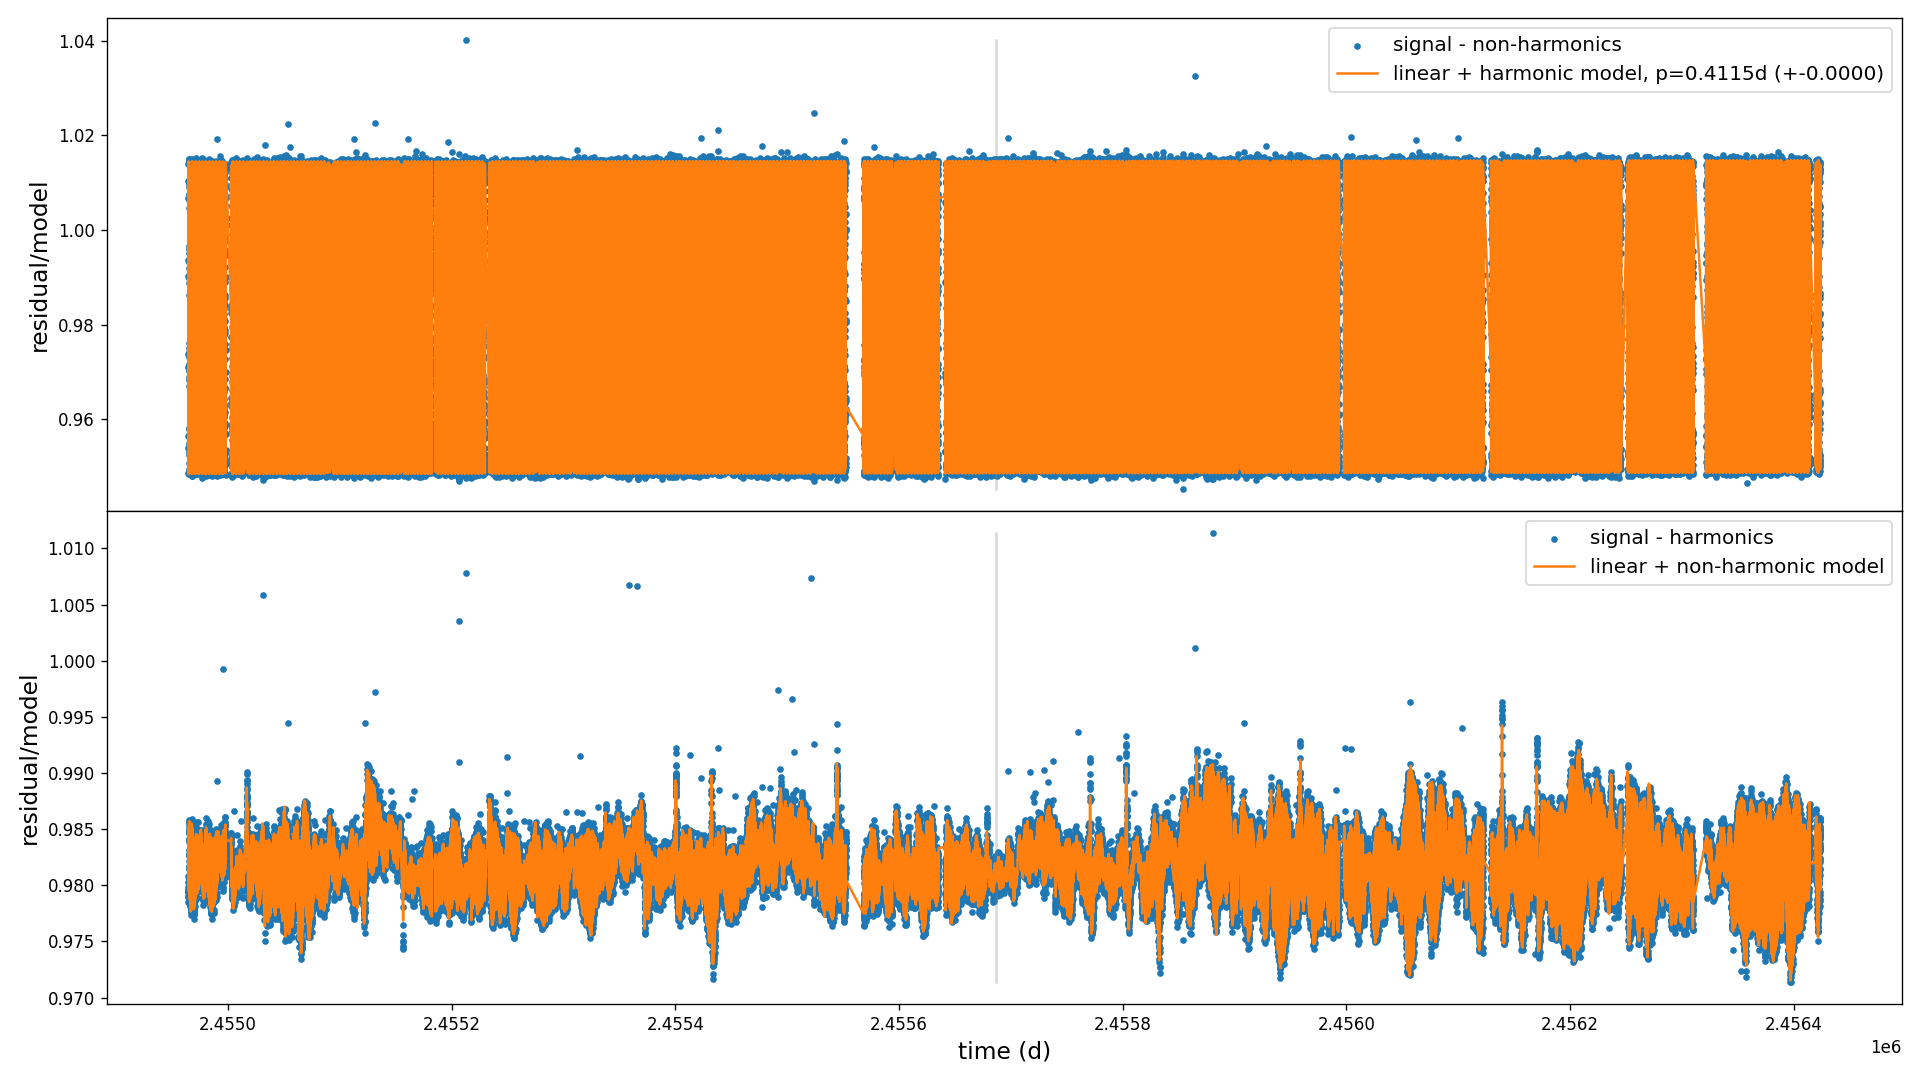 1.04
1.02
1.00
0.98
0.96
residual/model
signal - non-harmonics
linear + harmonic model, p=0.4115d (+-0.0000)
1.010
1.005
1.000
0.995
0.990
0.985
0.980
0.975
0.970
residual/model
signal - harmonics
linear + non-harmonic model
2.4550 2.4552 2.4554 2.4556 2.4558 2.4560 2.4562 2.4564
time (d)
1e6